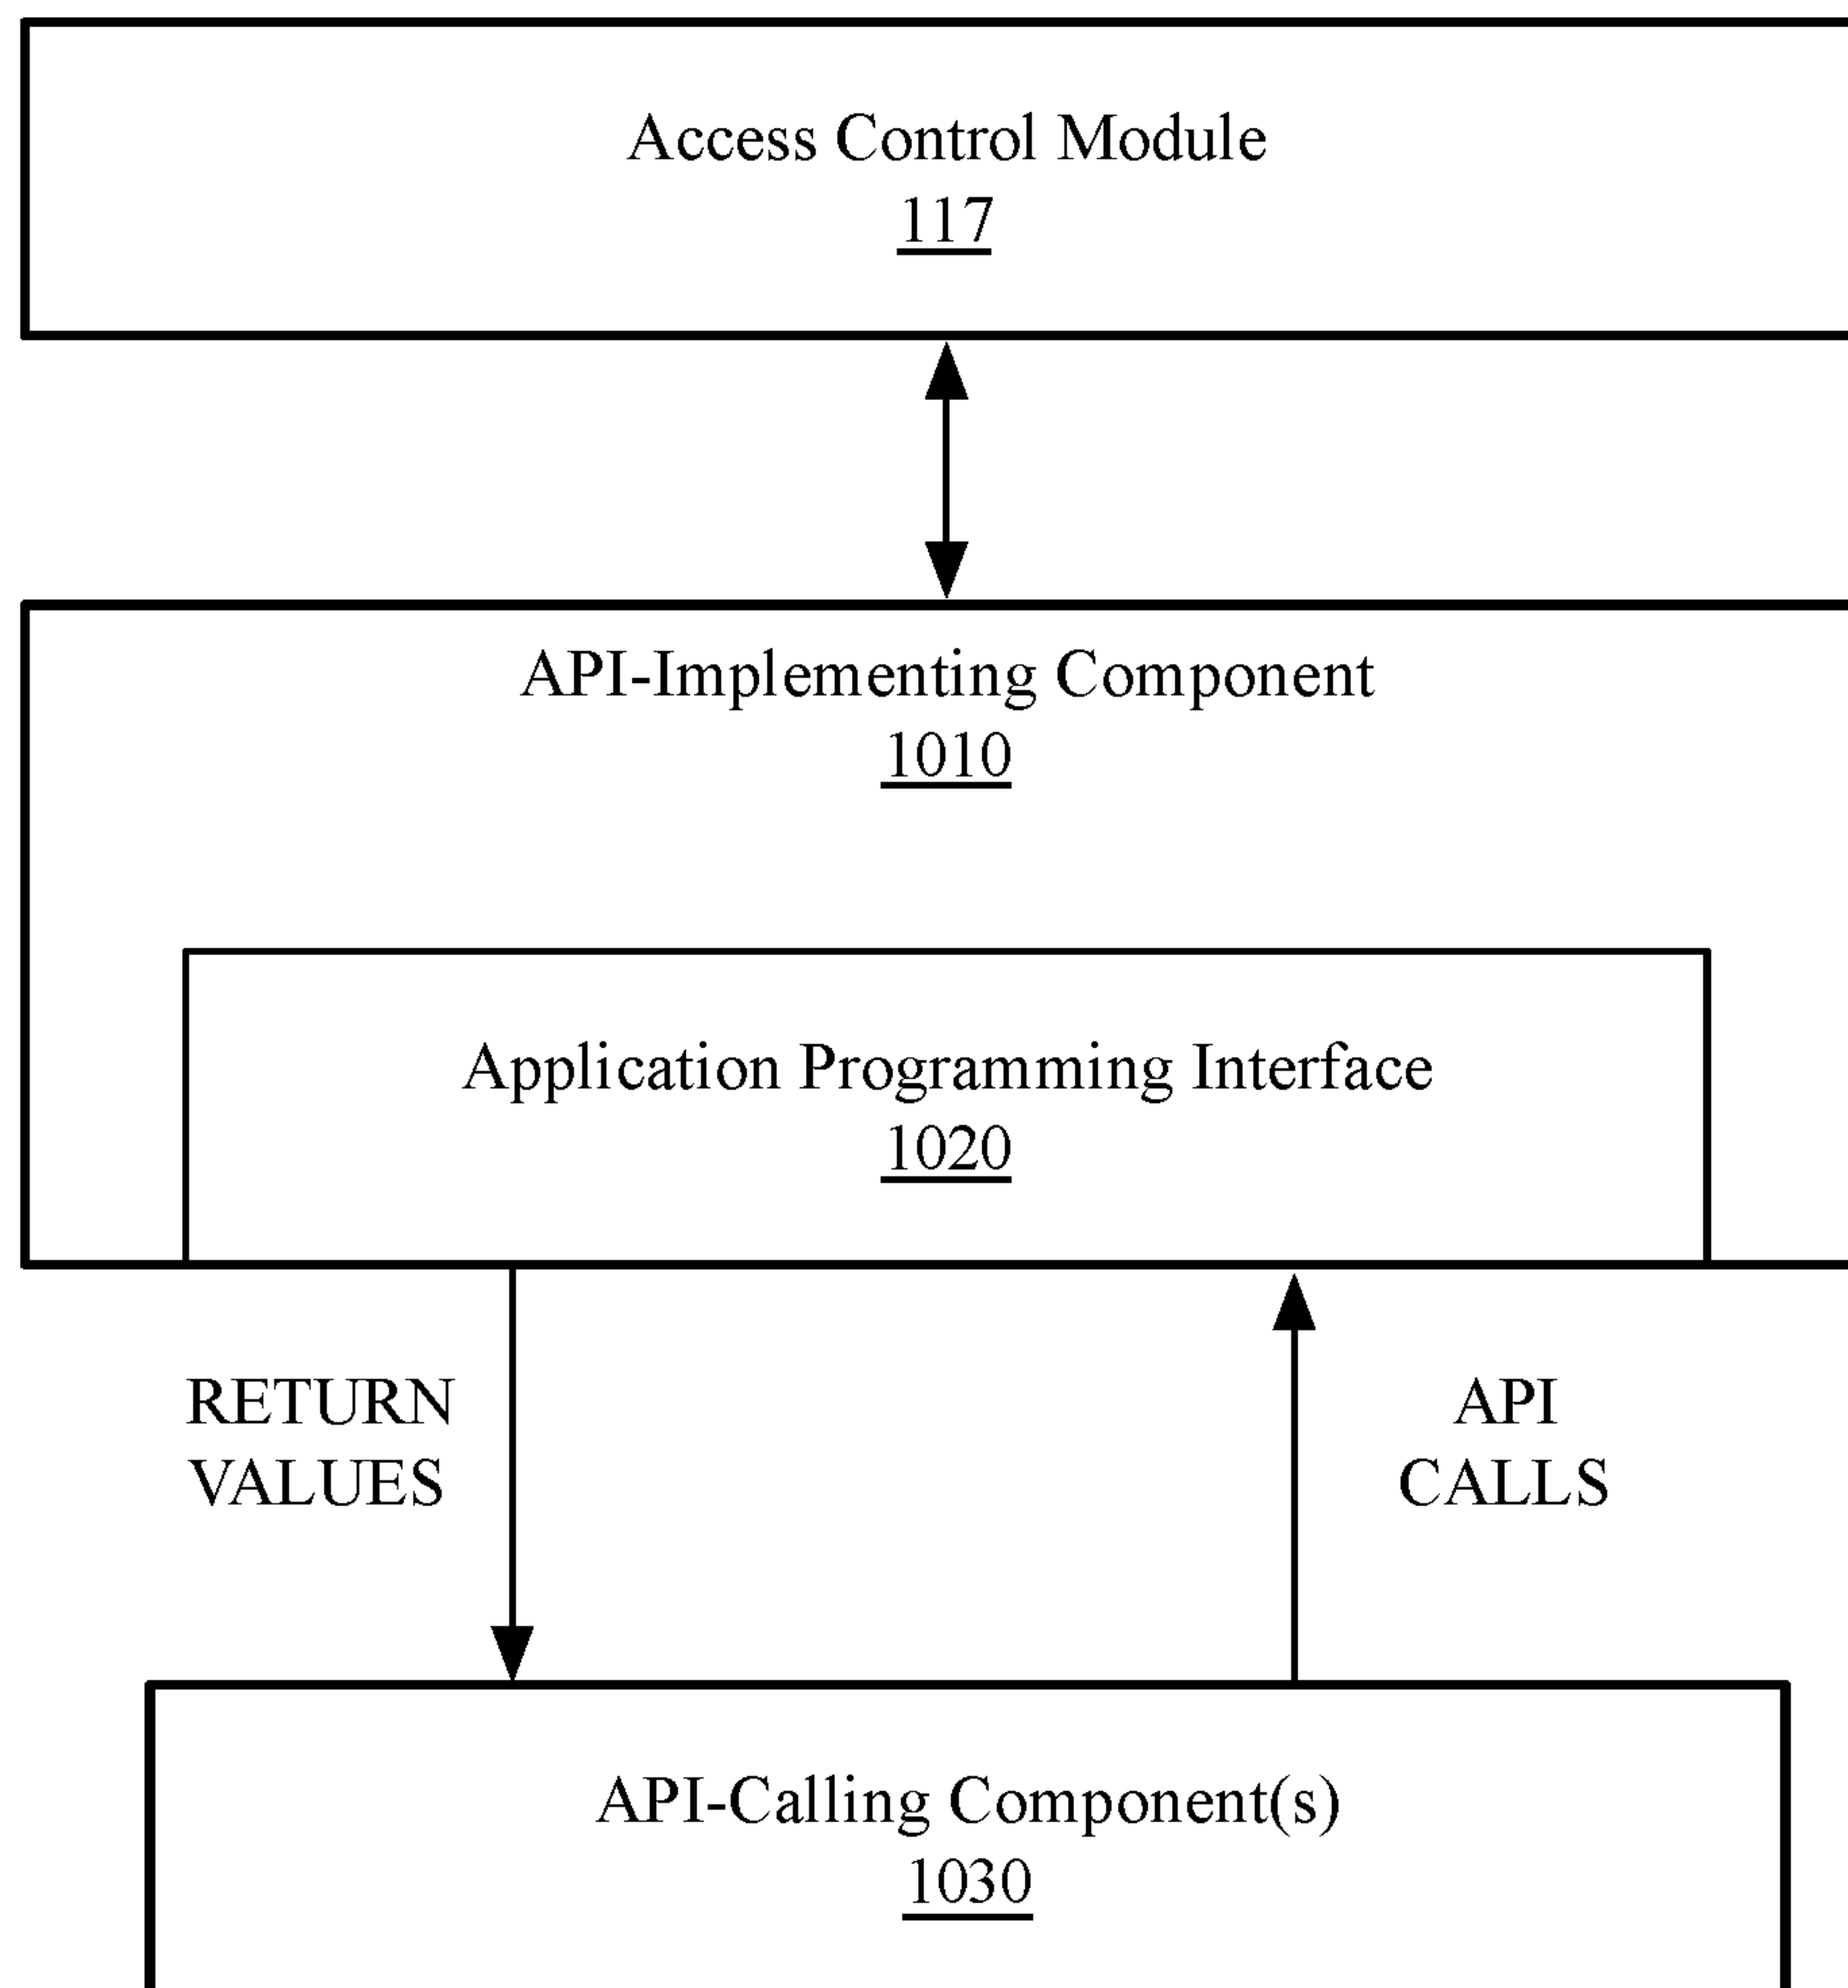 Access Control Module
117
API-Implementing Component
1010
Application Programming Interface
1020
RETURN
VALUES
API
CALLS
API-Calling Component(s)
1030